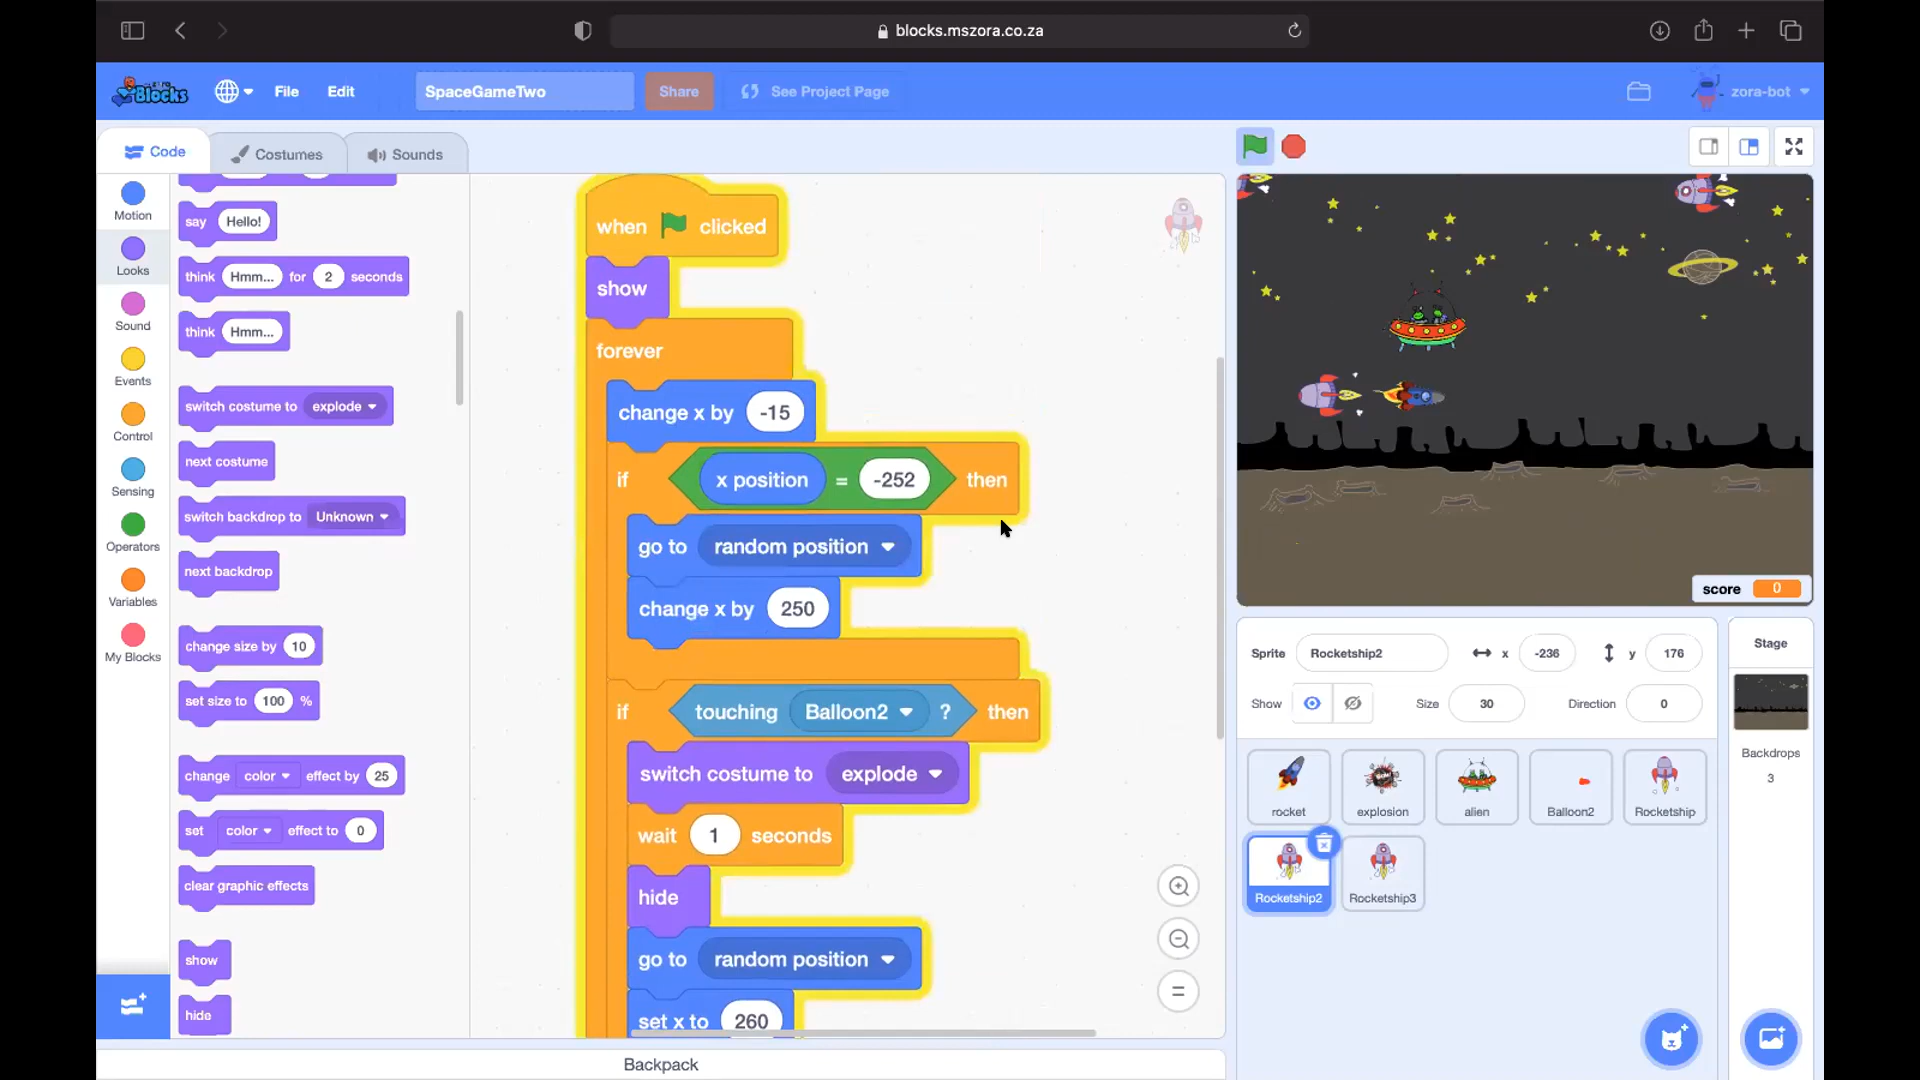 blocks.mszora.co.za
Blocks
File
Edit
SpaceGameTwo
Share
See Project Page
zora-bot
Code
Costumes
Sounds
Motion
Looks
Sound
Events
Control
Sensing
Operators
Variables
My Blocks
say Hello!
think Hmm... for 2 seconds
think Hmm...
switch costume to explode
next costume
switch backdrop to Unknown
next backdrop
change size by 10
set size to 100 %
change color effect by 25
set color effect to 0
clear graphic effects
show
hide
when clicked
show
forever
change x by -15
if x position = -252 then
go to random position
change x by 250
if touching Balloon2 ? then
switch costume to explode
wait 1 seconds
hide
go to random position
set x to 260
Backpack
score 0
Sprite Rocketship2 x -236 y 176
Show Size 30 Direction 0
rocket
explosion
alien
Balloon2
Rocketship
Rocketship2
Rocketship3
Stage
Backdrops
3